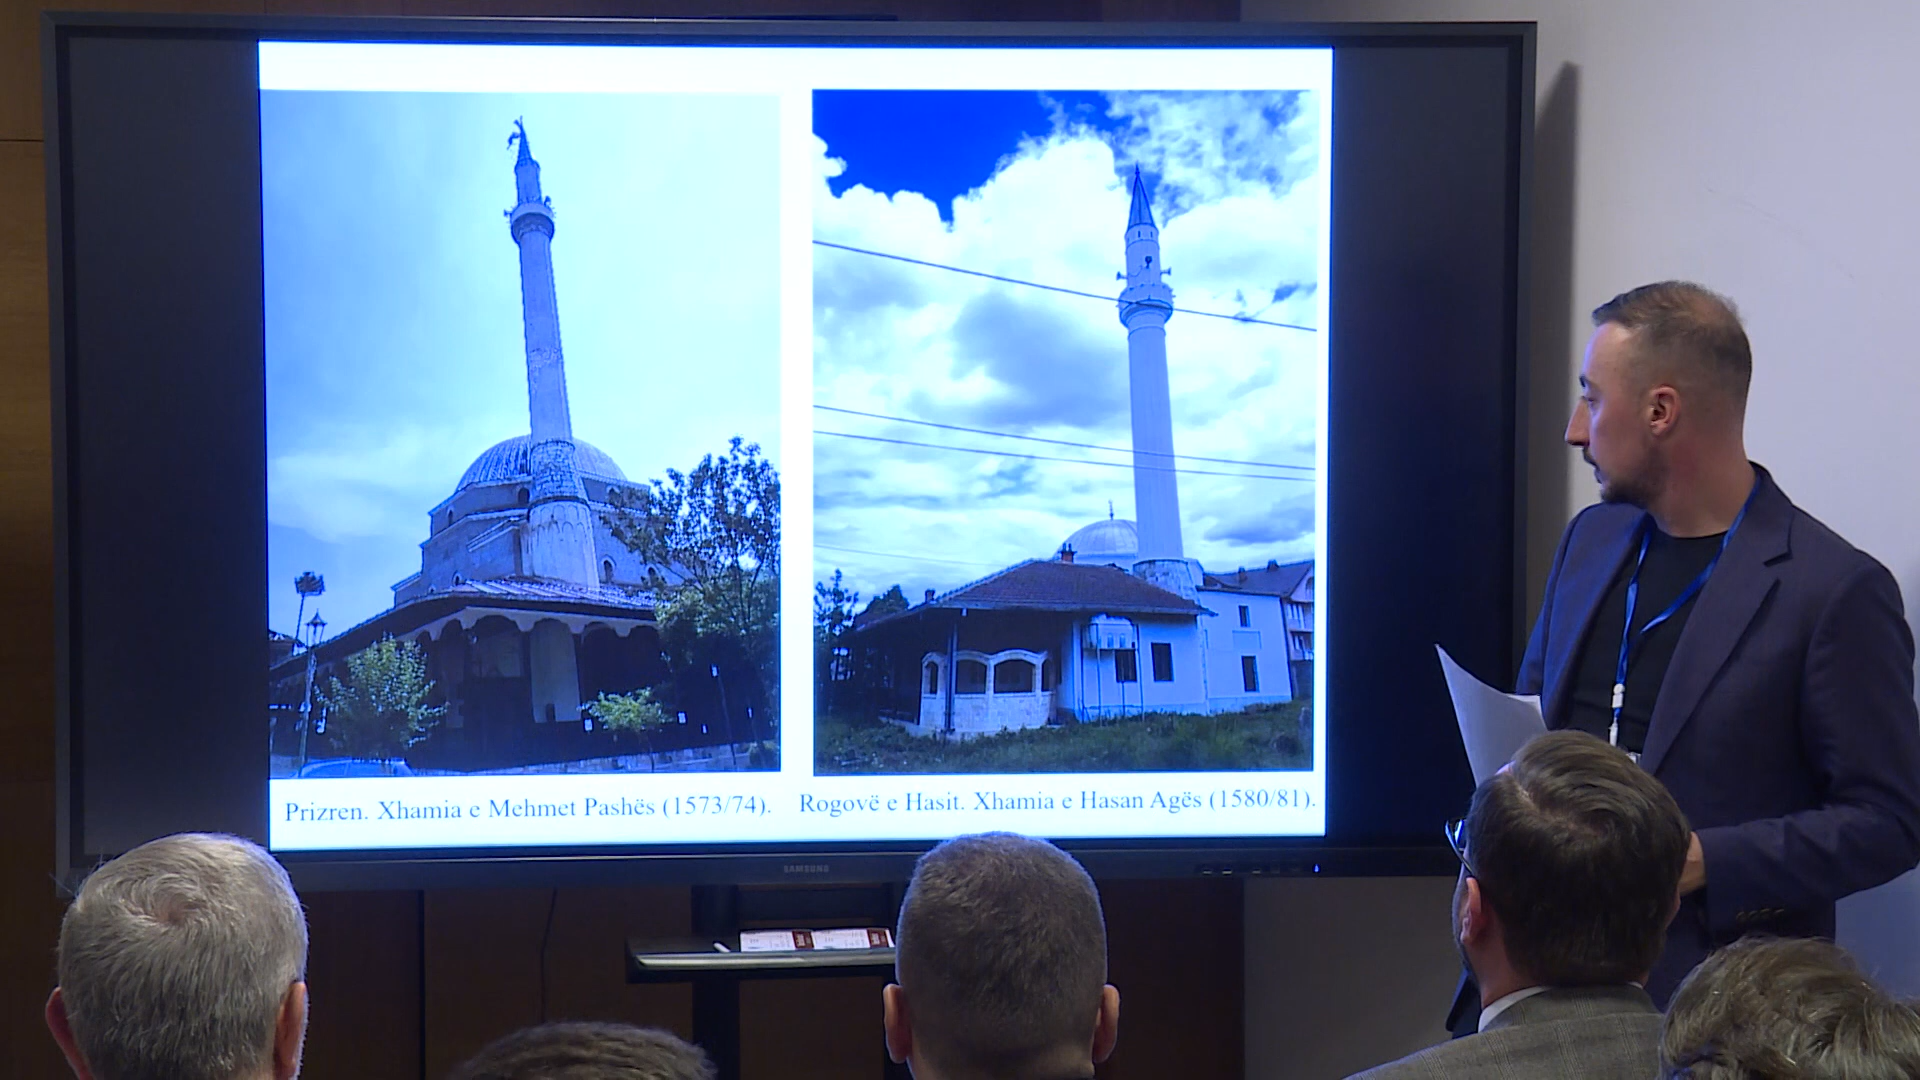 Prizren. Xhamia e Mehmet Pashës (1573/74).
Rogovë e Hasit. Xhamia e Hasan Agës (1580/81).
SAMSUNG